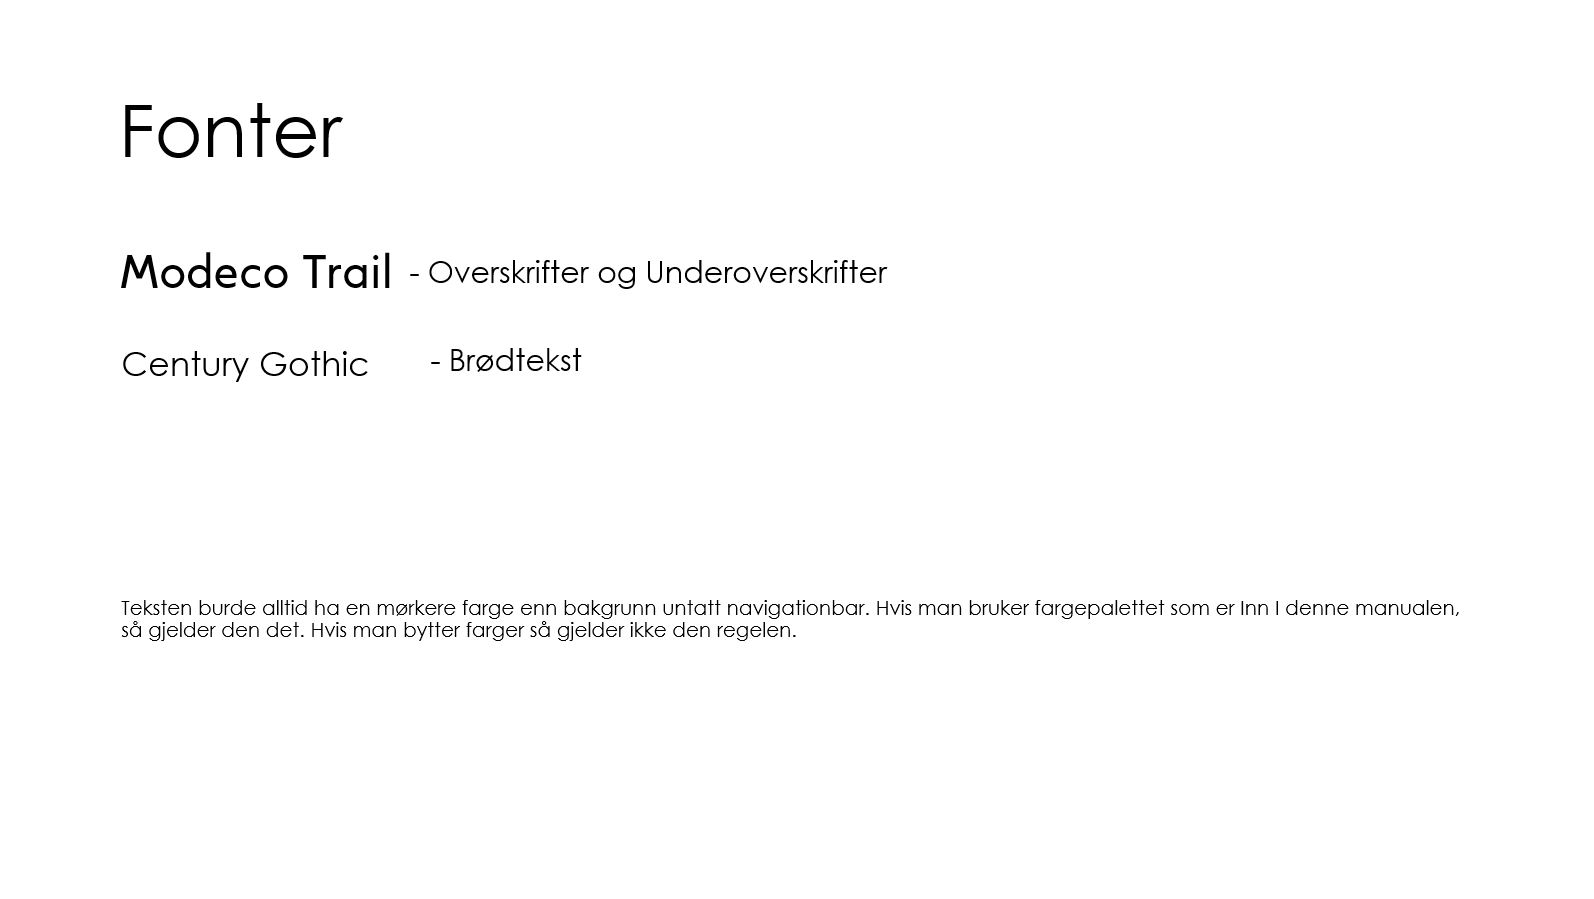 Fonter
Modeco Trail - Overskrifter og Underoverskrifter
Century Gothic - Brødtekst
Teksten burde alltid ha en mørkere farge enn bakgrunn untatt navigationbar. Hvis man bruker fargepalettet som er Inn I denne manualen,
så gjelder den det. Hvis man bytter farger så gjelder ikke den regelen.